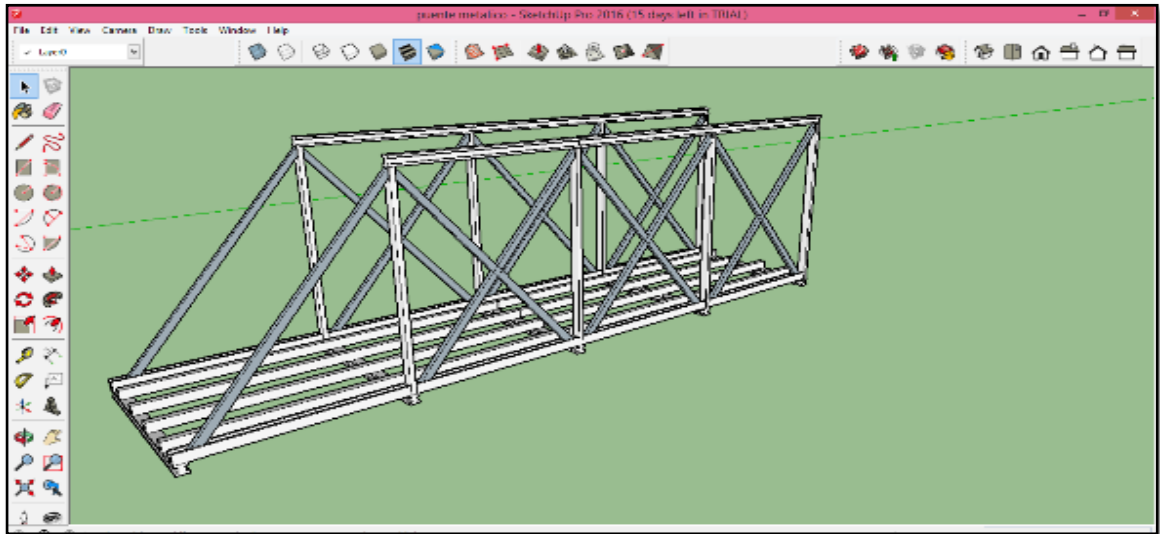 puente metalico - SketchUp Pro 2016 (15 days left in TRIAL)
File Edit View Camera Draw Tools Window Help
Layer0